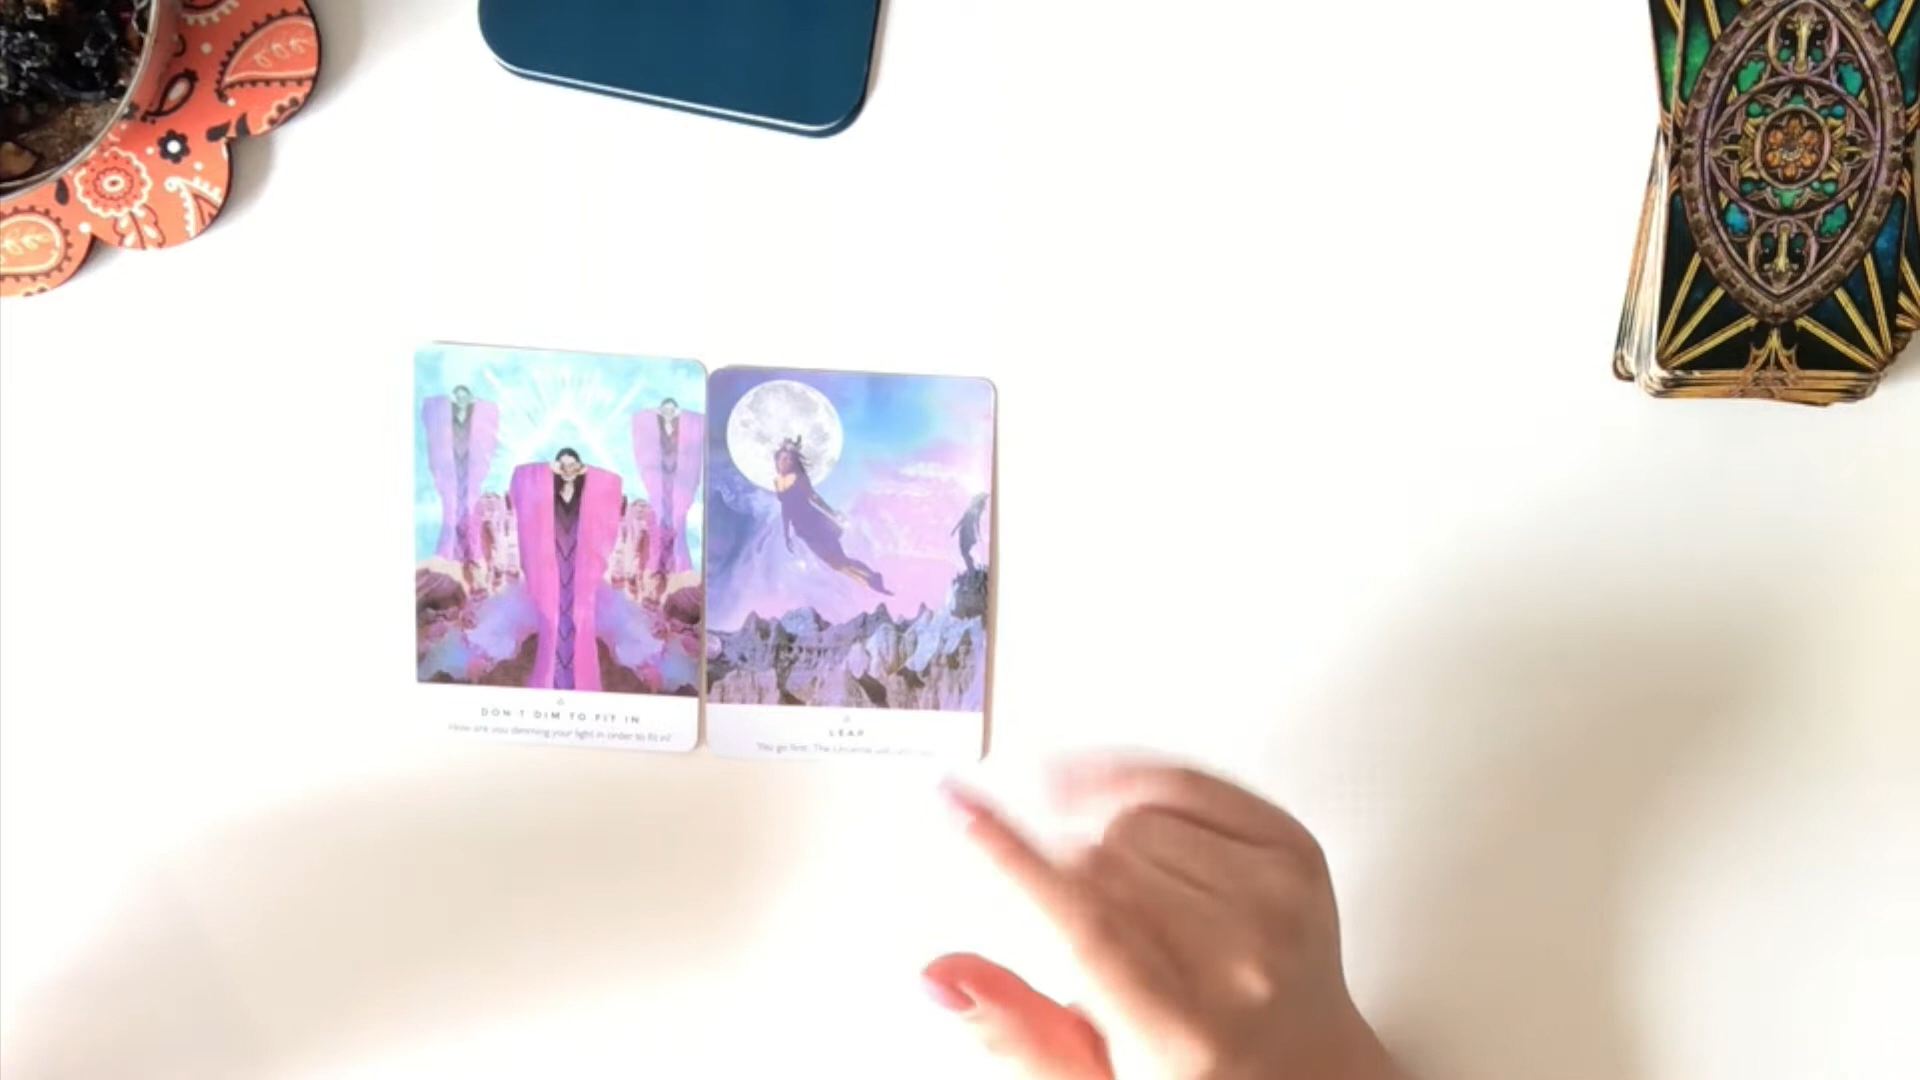 DON'T DIM TO FIT IN
How are you dimming your light in order to fit in?
LEAP
You go first. The Universe will